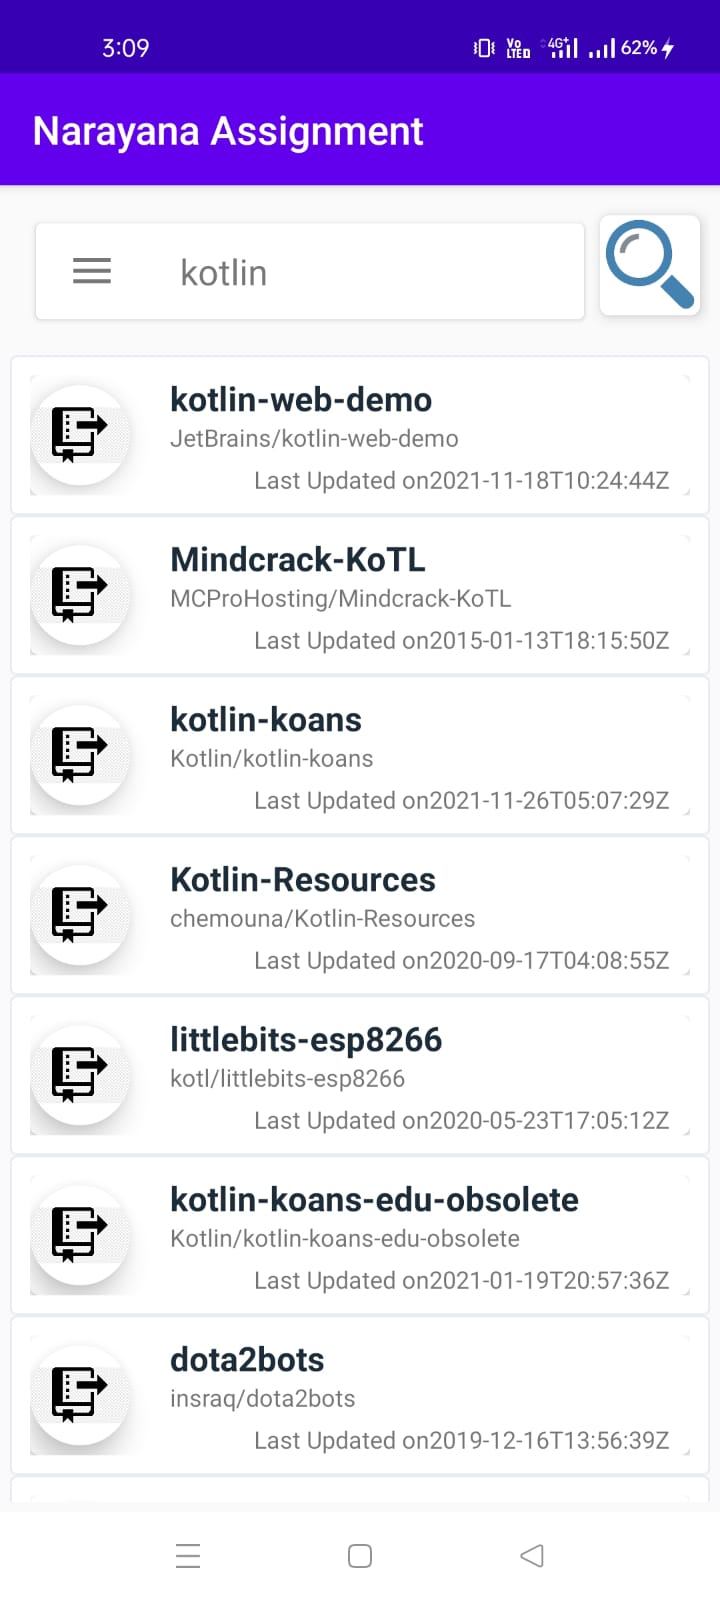 3:09 Vo LTED 4G+ 62%
Narayana Assignment
kotlin
kotlin-web-demo
JetBrains/kotlin-web-demo
Last Updated on2021-11-18T10:24:44Z
Mindcrack-KoTL
MCProHosting/Mindcrack-KoTL
Last Updated on2015-01-13T18:15:50Z
kotlin-koans
Kotlin/kotlin-koans
Last Updated on2021-11-26T05:07:29Z
Kotlin-Resources
chemouna/Kotlin-Resources
Last Updated on2020-09-17T04:08:55Z
littlebits-esp8266
kotl/littlebits-esp8266
Last Updated on2020-05-23T17:05:12Z
kotlin-koans-edu-obsolete
Kotlin/kotlin-koans-edu-obsolete
Last Updated on2021-01-19T20:57:36Z
dota2bots
insraq/dota2bots
Last Updated on2019-12-16T13:56:39Z